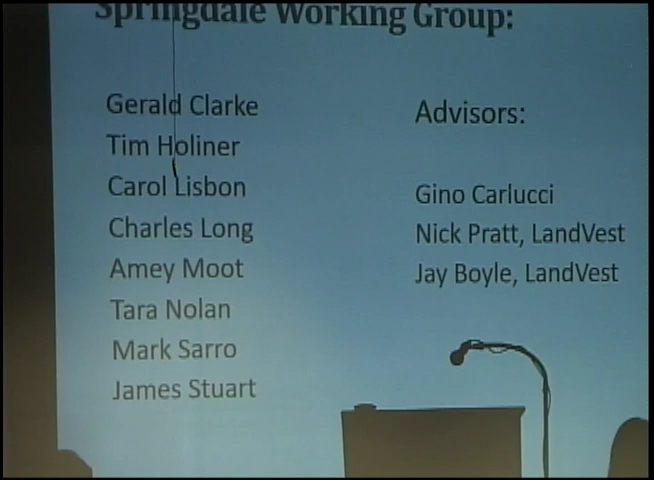 Springdale Working Group:
Gerald Clarke
Tim Holiner
Carol Lisbon
Charles Long
Amey Moot
Tara Nolan
Mark Sarro
James Stuart
Advisors:
Gino Carlucci
Nick Pratt, LandVest
Jay Boyle, LandVest